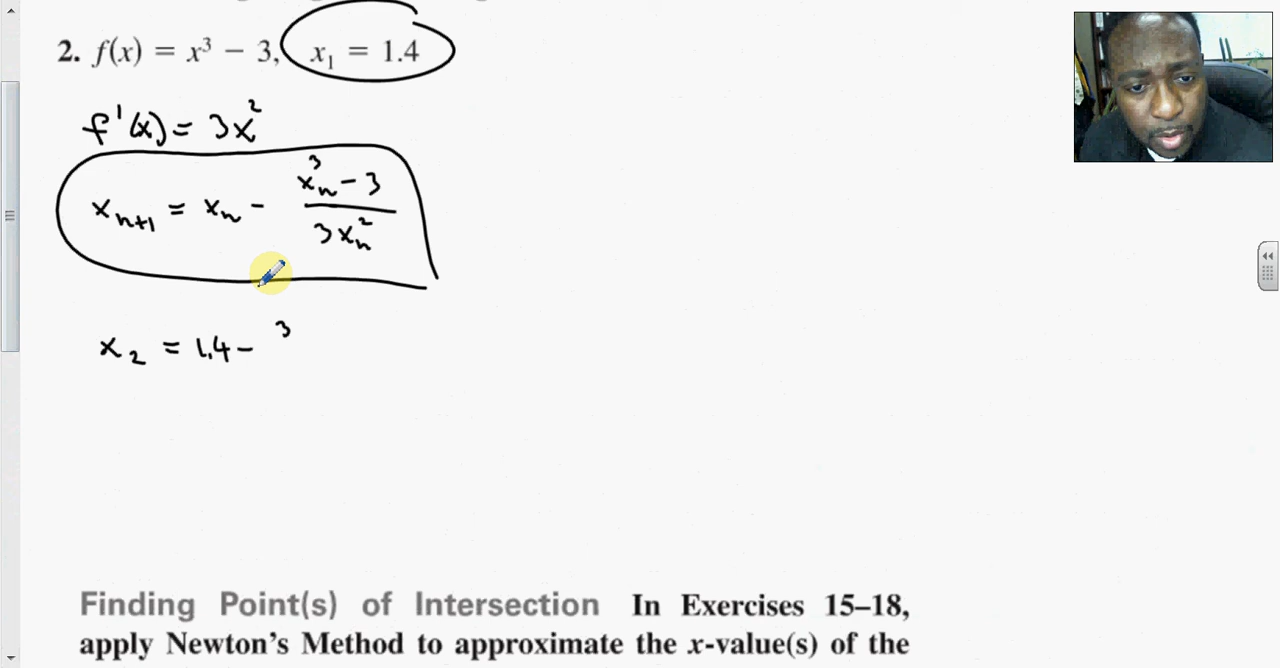 2. f(x) = x³ − 3, x₁ = 1.4
f'(x) = 3x²
xₙ₊₁ = xₙ − (xₙ³ − 3)/(3xₙ²)
x₂ = 1.4 − ³
Finding Point(s) of Intersection In Exercises 15–18,
apply Newton's Method to approximate the x-value(s) of the